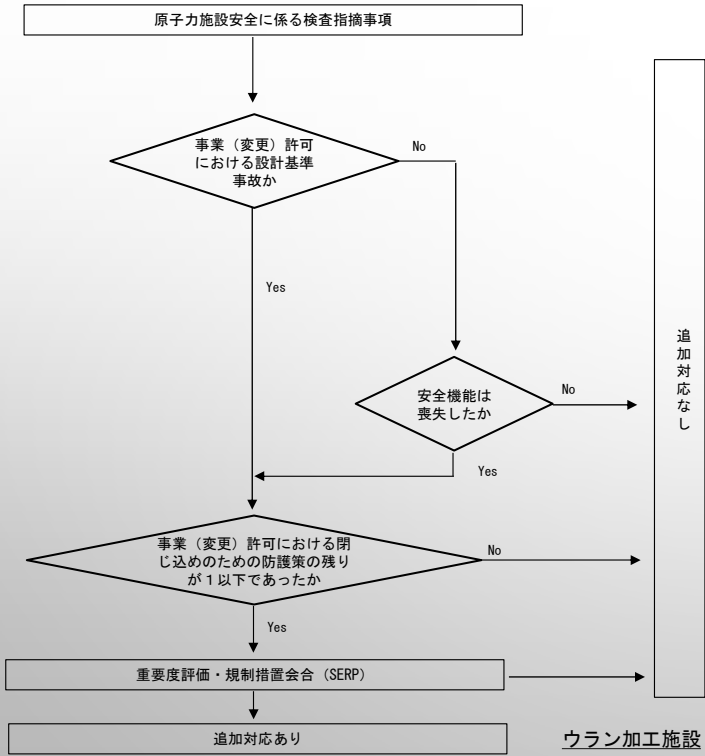 原子力施設安全に係る検査指摘事項
事業（変更）許可
における設計基準
事故か
No
Yes
安全機能は
喪失したか
No
Yes
追加対応なし
事業（変更）許可における閉
じ込めのための防護策の残り
が１以下であったか
No
Yes
重要度評価・規制措置会合（SERP）
追加対応あり
ウラン加工施設